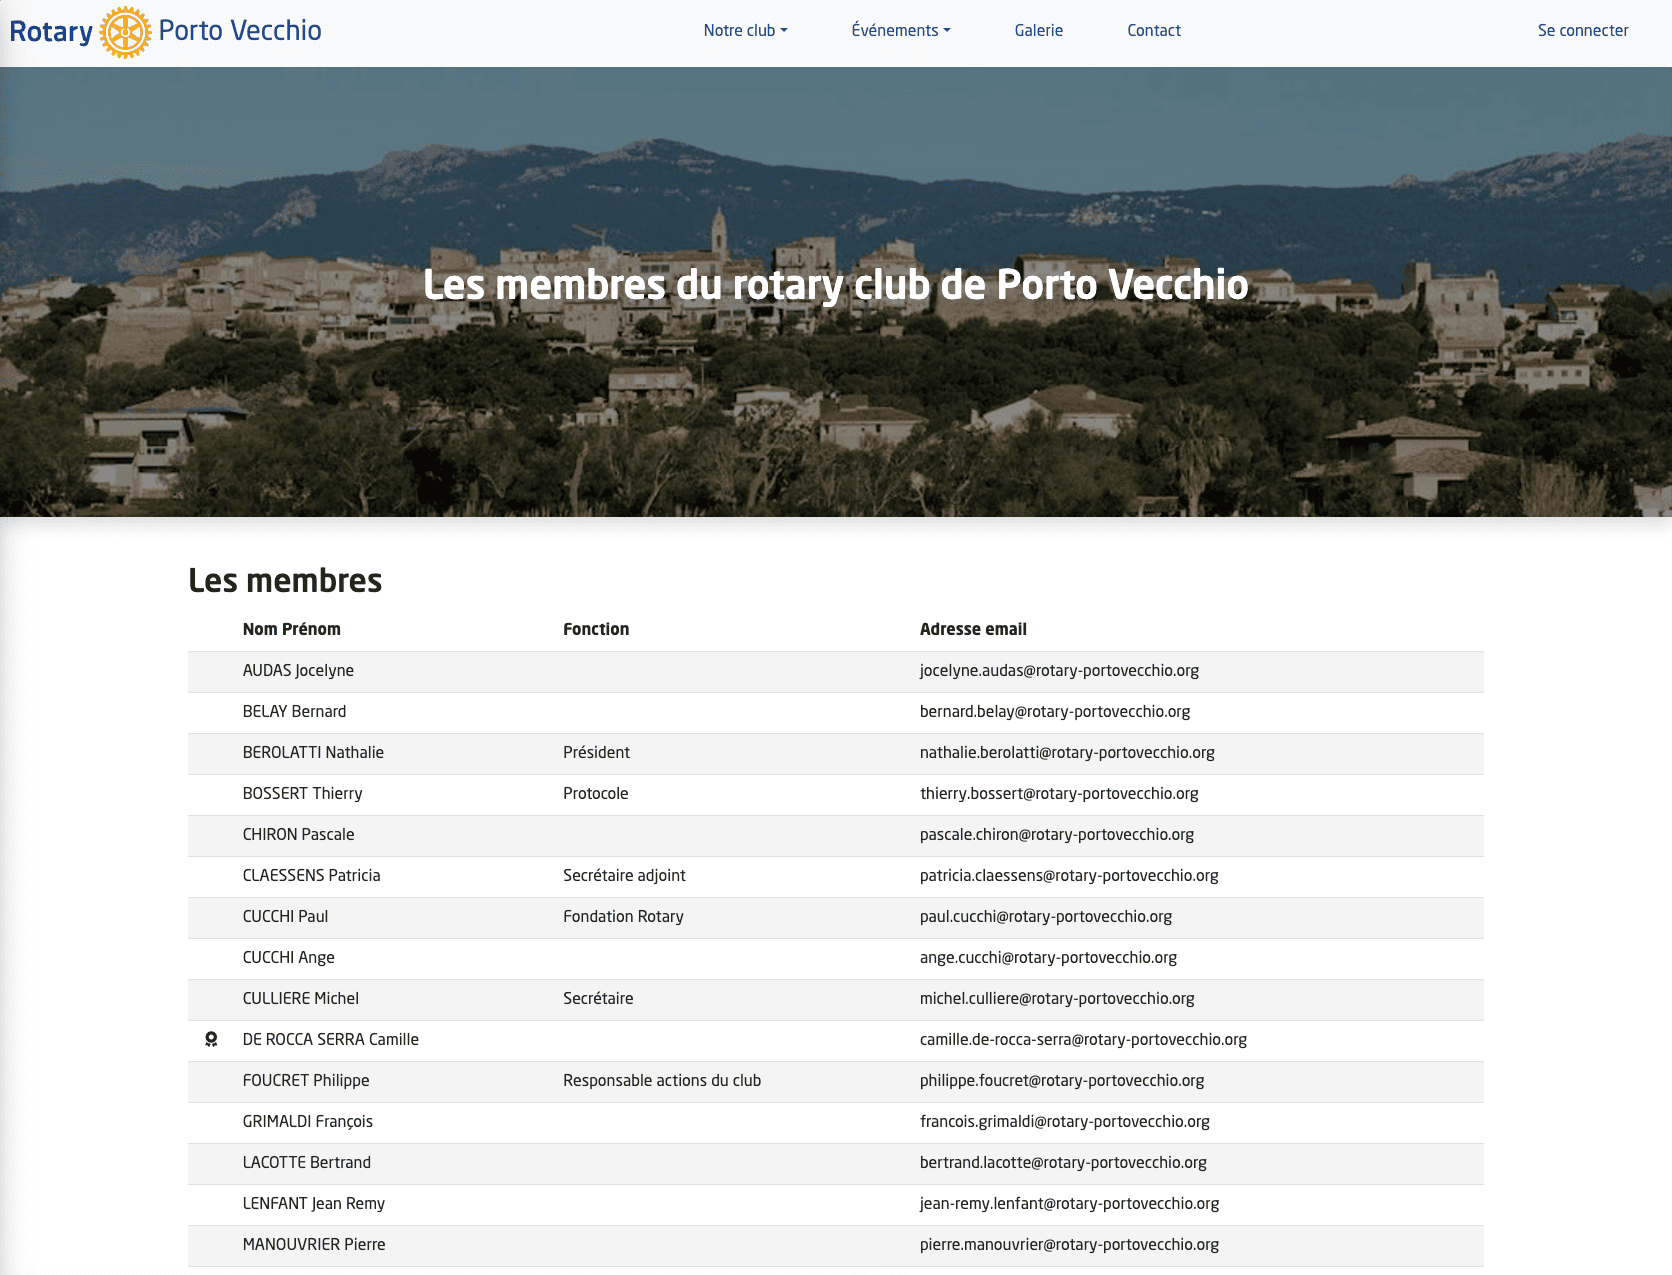 Rotary Porto Vecchio Notre club Événements Galerie Contact Se connecter
Les membres du rotary club de Porto Vecchio
Les membres
Nom Prénom Fonction Adresse email
AUDAS Jocelyne jocelyne.audas@rotary-portovecchio.org
BELAY Bernard bernard.belay@rotary-portovecchio.org
BEROLATTI Nathalie Président nathalie.berolatti@rotary-portovecchio.org
BOSSERT Thierry Protocole thierry.bossert@rotary-portovecchio.org
CHIRON Pascale pascale.chiron@rotary-portovecchio.org
CLAESSENS Patricia Secrétaire adjoint patricia.claessens@rotary-portovecchio.org
CUCCHI Paul Fondation Rotary paul.cucchi@rotary-portovecchio.org
CUCCHI Ange ange.cucchi@rotary-portovecchio.org
CULLIERE Michel Secrétaire michel.culliere@rotary-portovecchio.org
DE ROCCA SERRA Camille camille.de-rocca-serra@rotary-portovecchio.org
FOUCRET Philippe Responsable actions du club philippe.foucret@rotary-portovecchio.org
GRIMALDI François francois.grimaldi@rotary-portovecchio.org
LACOTTE Bertrand bertrand.lacotte@rotary-portovecchio.org
LENFANT Jean Remy jean-remy.lenfant@rotary-portovecchio.org
MANOUVRIER Pierre pierre.manouvrier@rotary-portovecchio.org